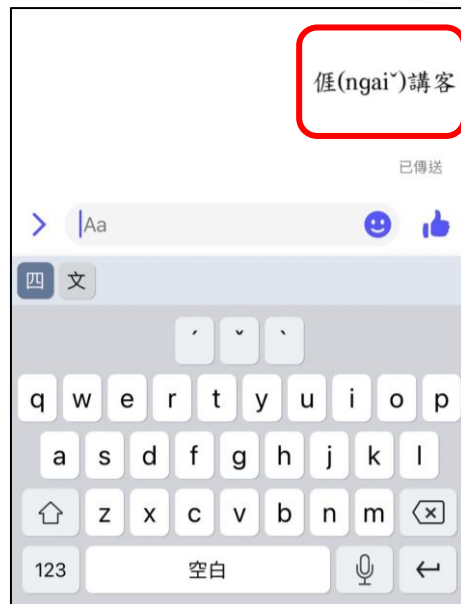 𠊎(ngaiˇ)講客
已傳送
Aa
四 文
ˊ ˇ ˋ
q w e r t y u i o p
a s d f g h j k l
z x c v b n m
123 空白